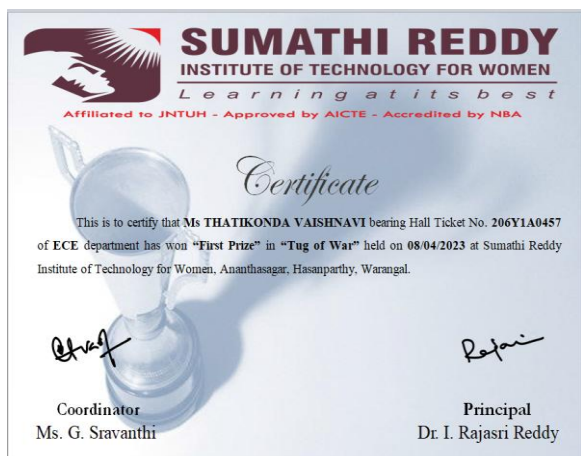 SUMATHI REDDY
INSTITUTE OF TECHNOLOGY FOR WOMEN
Learning at its best
Affiliated to JNTUH - Approved by AICTE - Accredited by NBA
Certificate
This is to certify that Ms THATIKONDA VAISHNAVI bearing Hall Ticket No. 206Y1A0457
of ECE department has won “First Prize” in “Tug of War” held on 08/04/2023 at Sumathi Reddy
Institute of Technology for Women, Ananthasagar, Hasanparthy, Warangal.
Coordinator
Ms. G. Sravanthi
Principal
Dr. I. Rajasri Reddy